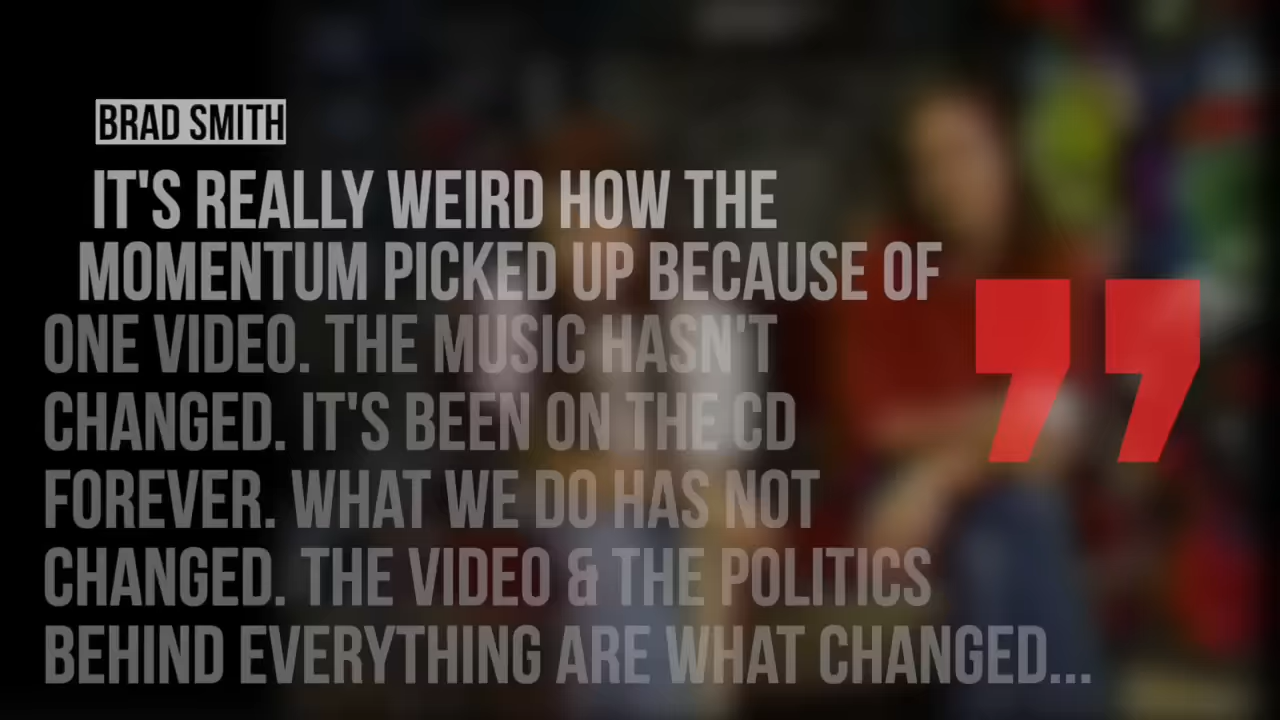 BRAD SMITH
IT'S REALLY WEIRD HOW THE
MOMENTUM PICKED UP BECAUSE OF
ONE VIDEO. THE MUSIC HASN'T
CHANGED. IT'S BEEN ON THE CD
FOREVER. WHAT WE DO HAS NOT
CHANGED. THE VIDEO & THE POLITICS
BEHIND EVERYTHING ARE WHAT CHANGED...
”